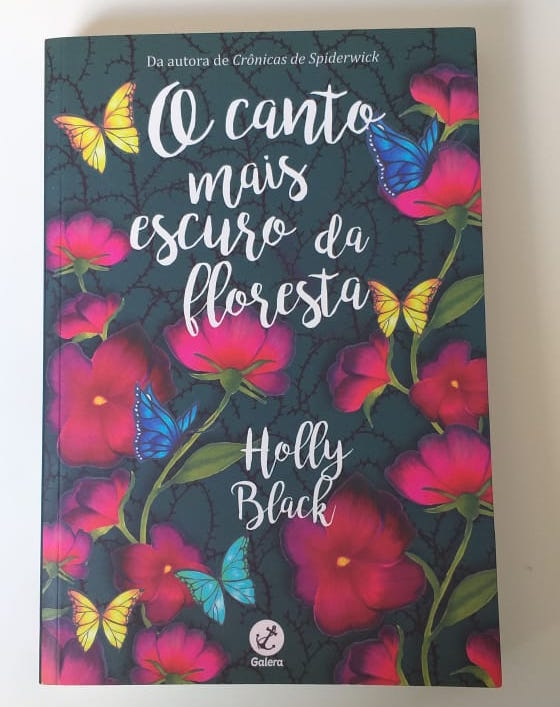 Da autora de Crônicas de Spiderwick
O canto
mais
escuro da
floresta
Holly
Black
Galera